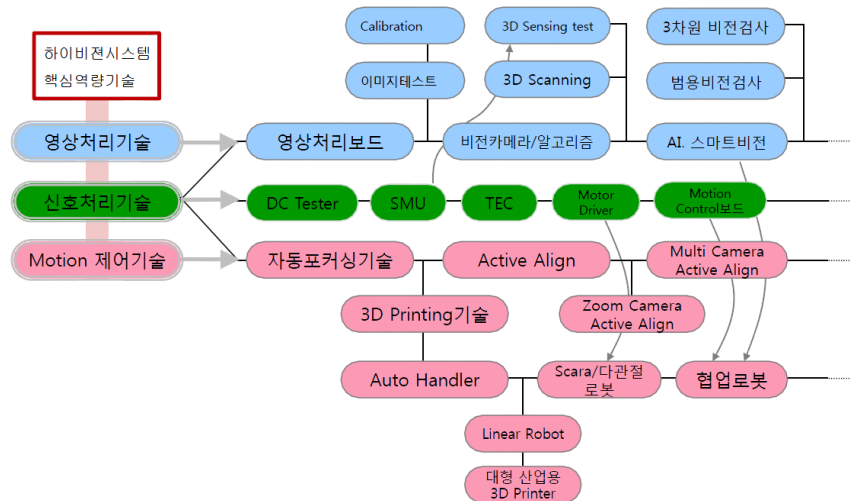 하이비젼시스템
핵심역량기술
Calibration
3D Sensing test
3차원 비전검사
이미지테스트
3D Scanning
범용비전검사
영상처리기술
영상처리보드
비전카메라/알고리즘
AI. 스마트비전
신호처리기술
DC Tester
SMU
TEC
Motor
Driver
Motion
Control보드
Motion 제어기술
자동포커싱기술
Active Align
Multi Camera
Active Align
3D Printing기술
Zoom Camera
Active Align
Auto Handler
Scara/다관절
로봇
협업로봇
Linear Robot
대형 산업용
3D Printer